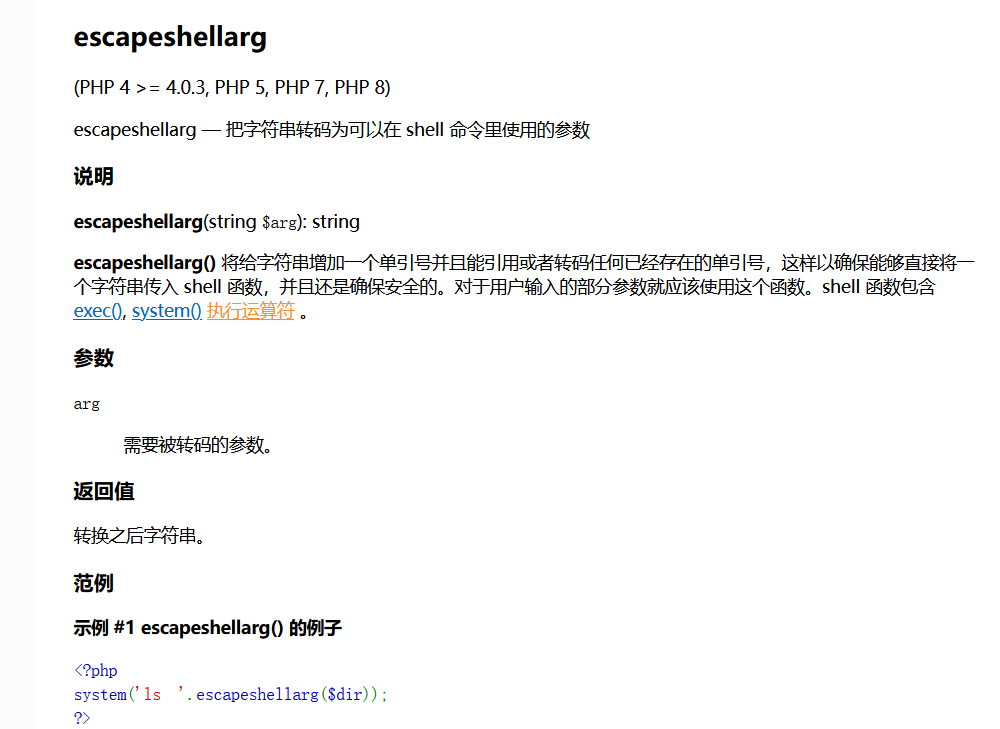 escapeshellarg
(PHP 4 >= 4.0.3, PHP 5, PHP 7, PHP 8)
escapeshellarg — 把字符串转码为可以在 shell 命令里使用的参数
说明
escapeshellarg(string $arg): string
escapeshellarg() 将给字符串增加一个单引号并且能引用或者转码任何已经存在的单引号，这样以确保能够直接将一
个字符串传入 shell 函数，并且还是确保安全的。对于用户输入的部分参数就应该使用这个函数。shell 函数包含
exec(), system() 执行运算符 。
参数
arg
需要被转码的参数。
返回值
转换之后字符串。
范例
示例 #1 escapeshellarg() 的例子
<?php
system('ls '.escapeshellarg($dir));
?>